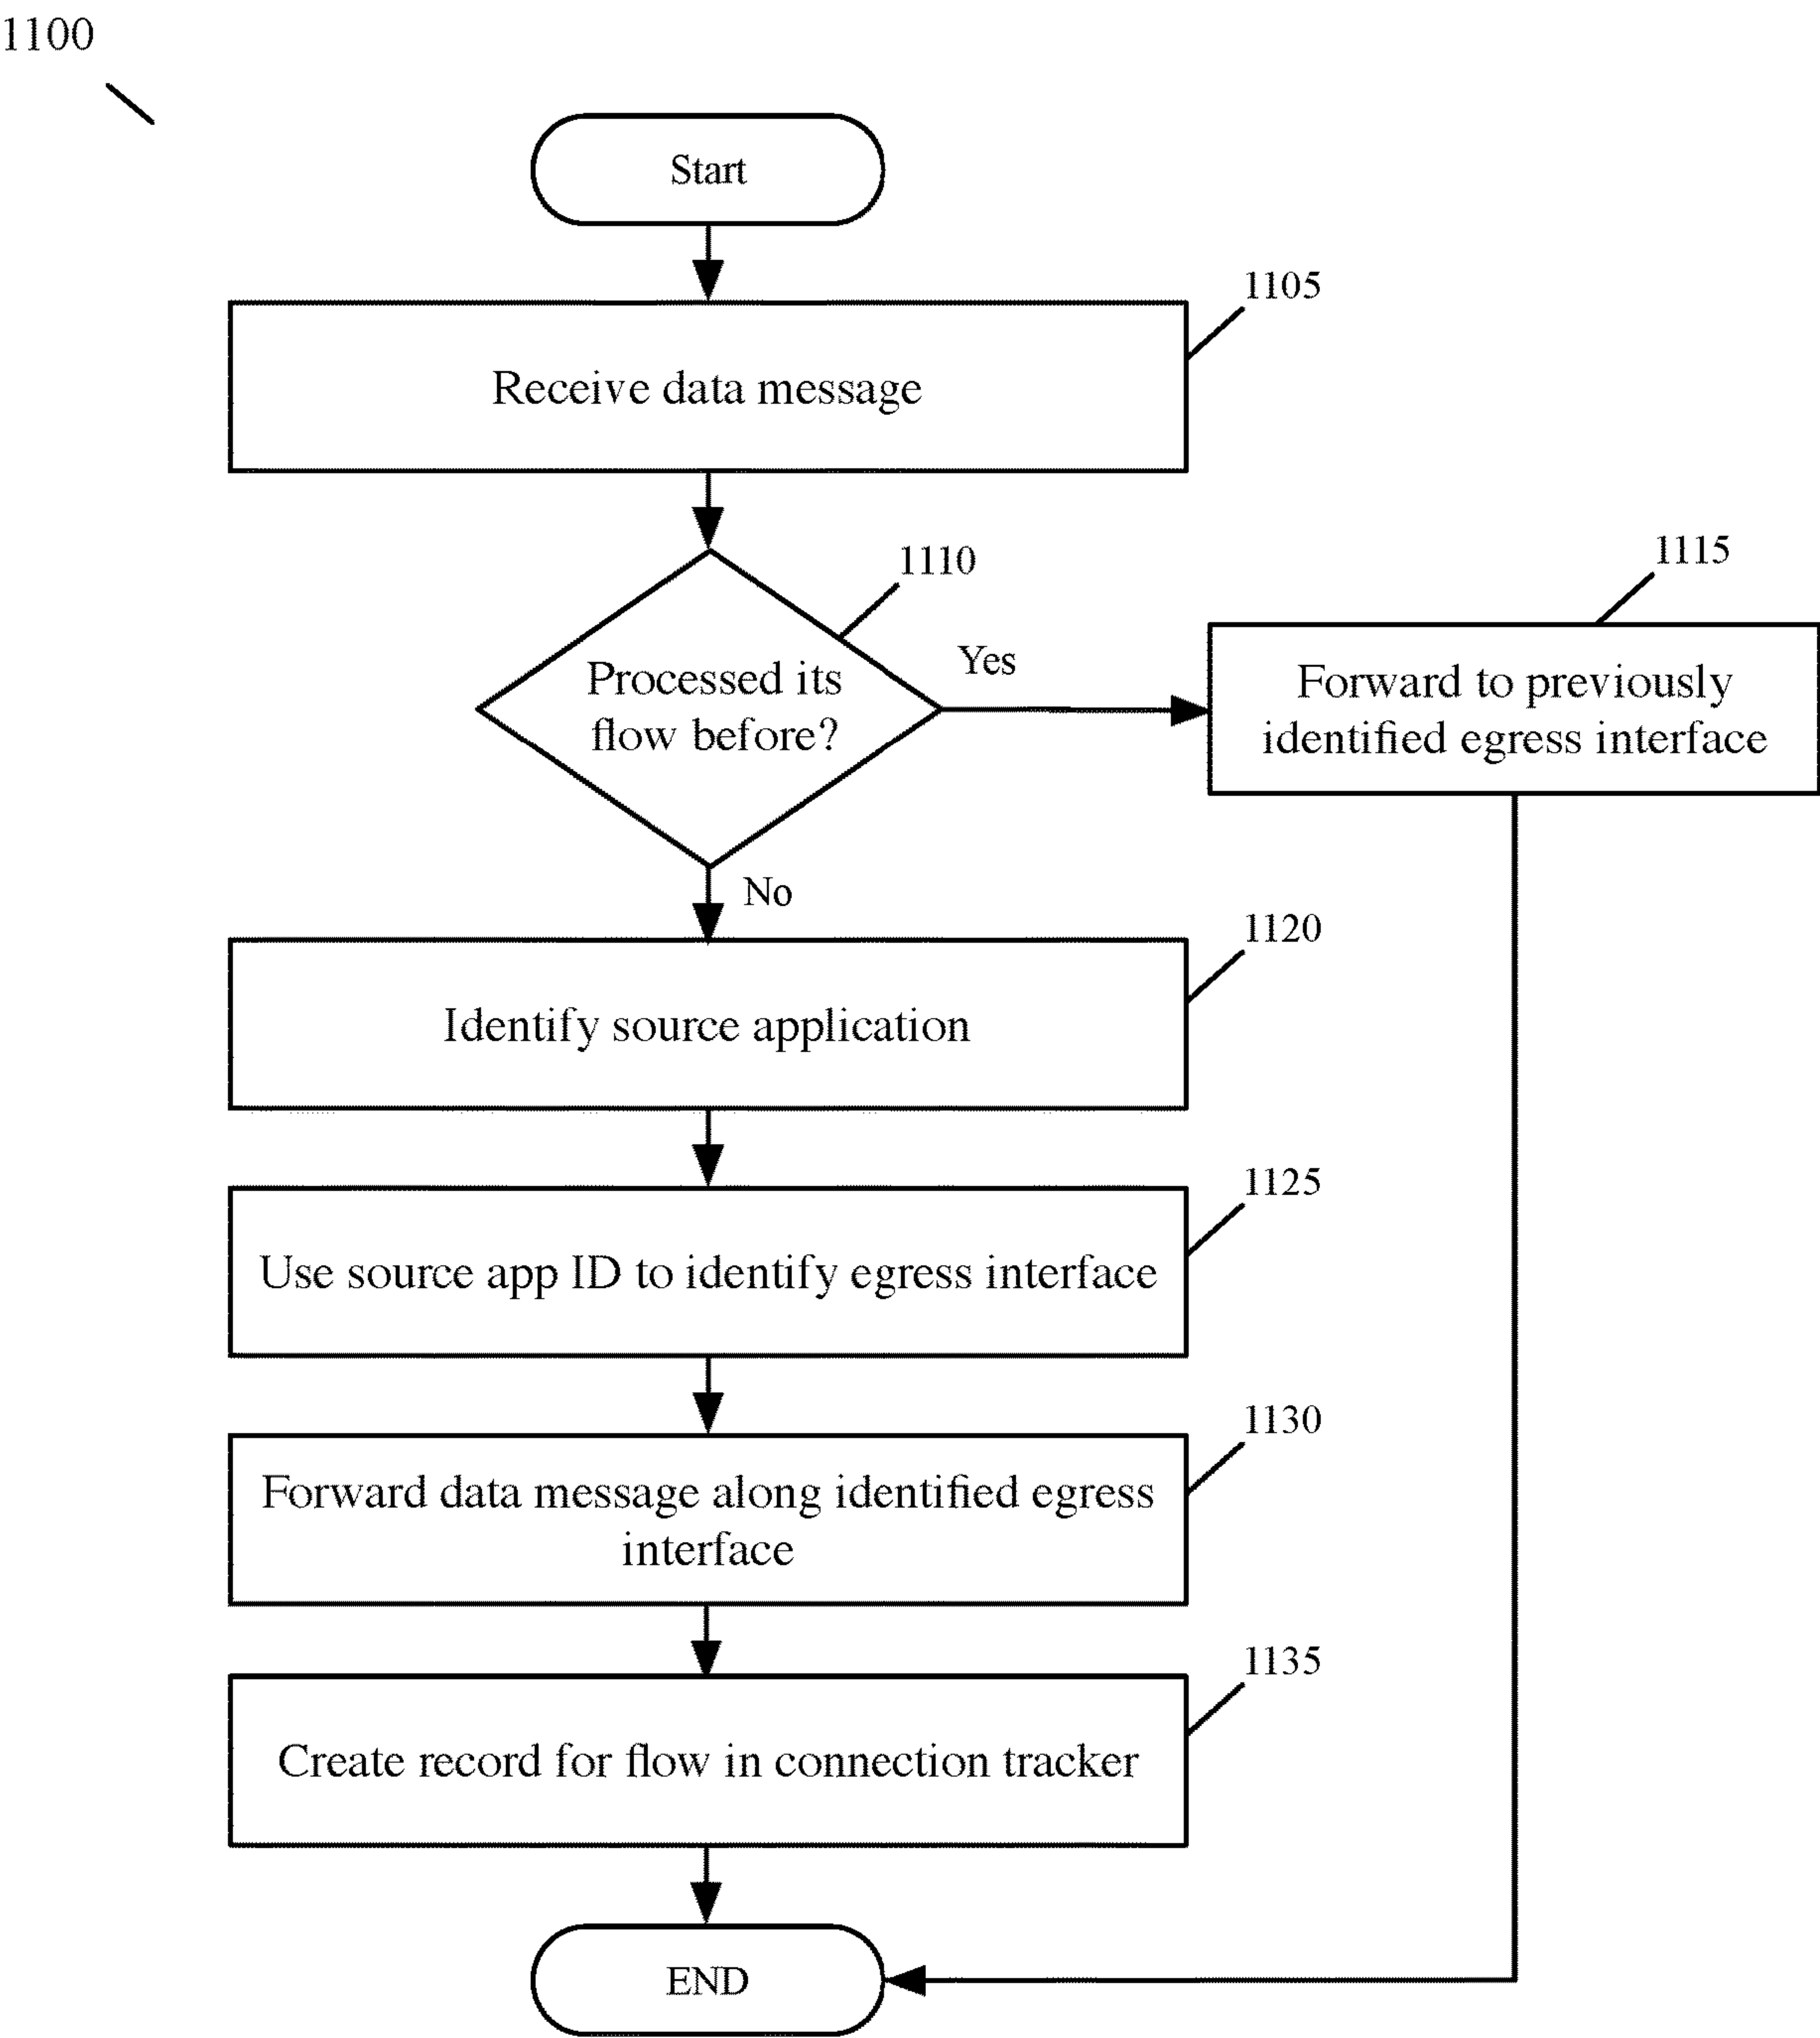 1100
Start
1105
Receive data message
1110
Processed its
flow before?
Yes
1115
Forward to previously
identified egress interface
No
1120
Identify source application
1125
Use source app ID to identify egress interface
1130
Forward data message along identified egress
interface
1135
Create record for flow in connection tracker
END